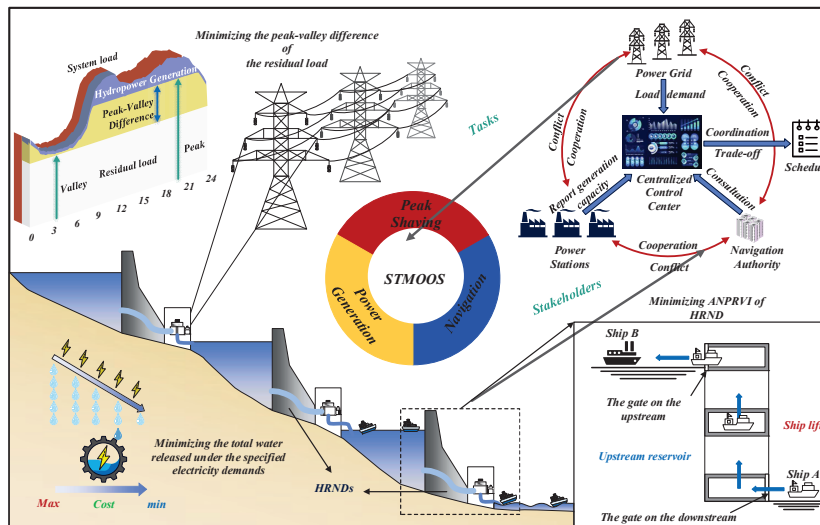 Minimizing the peak-valley difference
of
the residual load
System load
Hydropower Generation
Peak-Valley
Difference
Residual load
Valley
Peak
0
3
6
9
12
15
18
21
24
Tasks
Stakeholders
Peak
Shaving
Power
Generation
Navigation
STMOOS
Power Grid
Load demand
Conflict
Cooperation
Conflict
Cooperation
Coordination
Trade-off
Schedul
Centralized
Control
Center
Report generation
capacity
Consultation
Power
Stations
Cooperation
Conflict
Navigation
Authority
Minimizing ANPRVI of
HRND
Ship B
The gate on the
upstream
Ship lift
Upstream reservoir
Ship A
The gate on the downstream
Minimizing the total water
released under the specified
electricity demands
HRNDs
Max
Cost
min